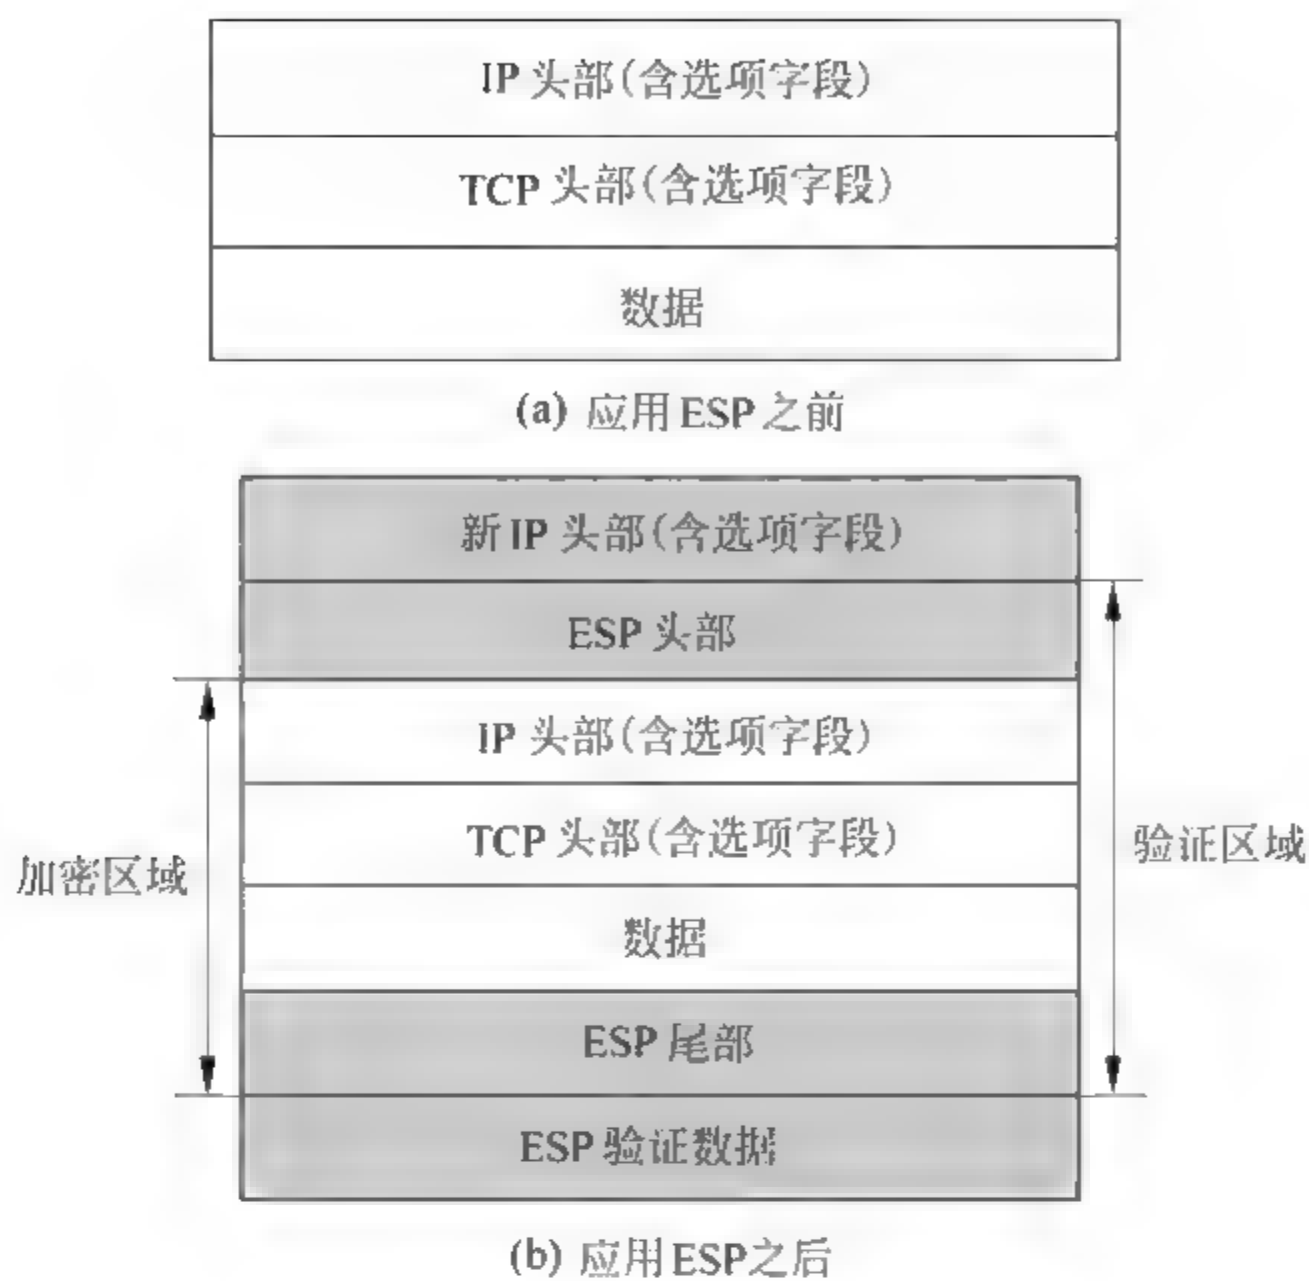 IP 头部(含选项字段)
TCP 头部(含选项字段)
数据
(a) 应用ESP之前
新IP 头部(含选项字段)
ESP 头部
IP 头部(含选项字段)
TCP 头部(含选项字段)
加密区域
验证区域
数据
ESP 尾部
ESP 验证数据
(b) 应用ESP之后